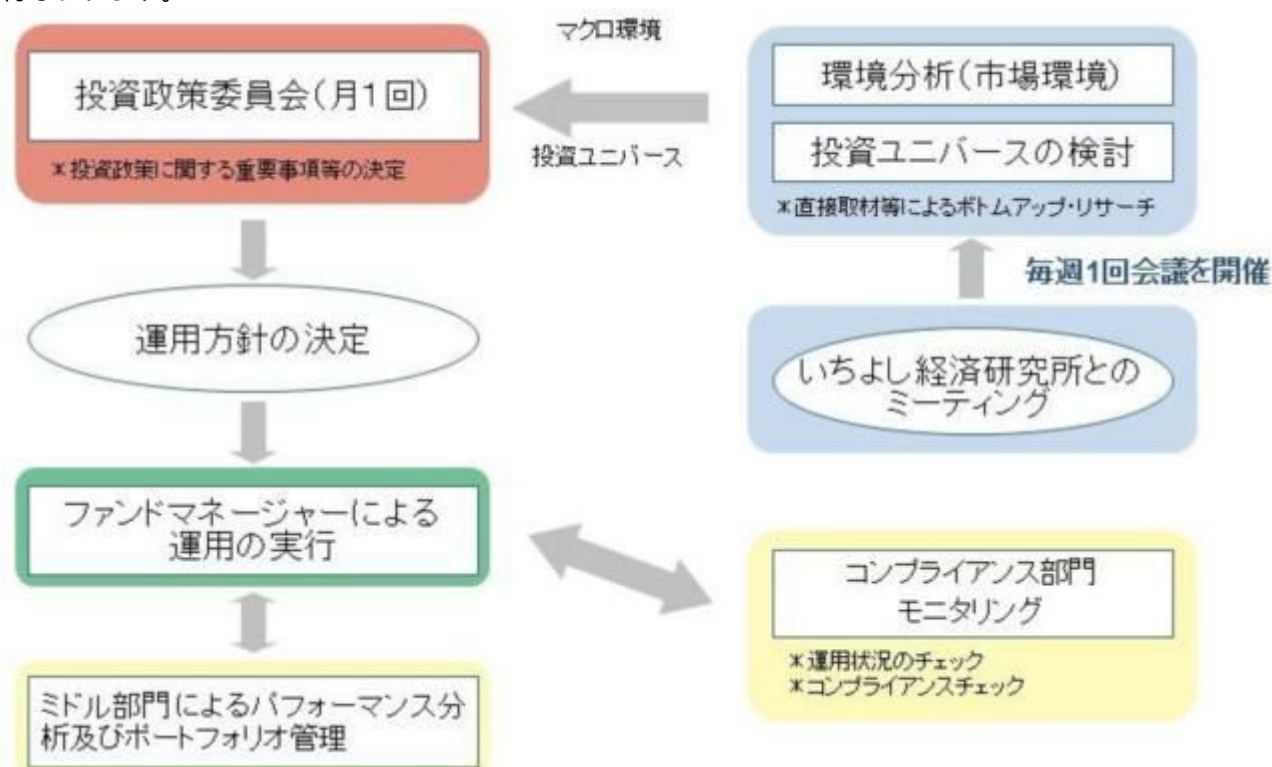 マクロ環境
投資政策委員会(月1回)
*投資政策に関する重要事項等の決定
投資ユニバース
環境分析(市場環境)
投資ユニバースの検討
*直接取材等によるボトムアップ・リサーチ
毎週1回会議を開催
運用方針の決定
いちよし経済研究所との
ミーティング
ファンドマネージャーによる
運用の実行
コンプライアンス部門
モニタリング
*運用状況のチェック
*コンプライアンスチェック
ミドル部門によるパフォーマンス分
析及びポートフォリオ管理